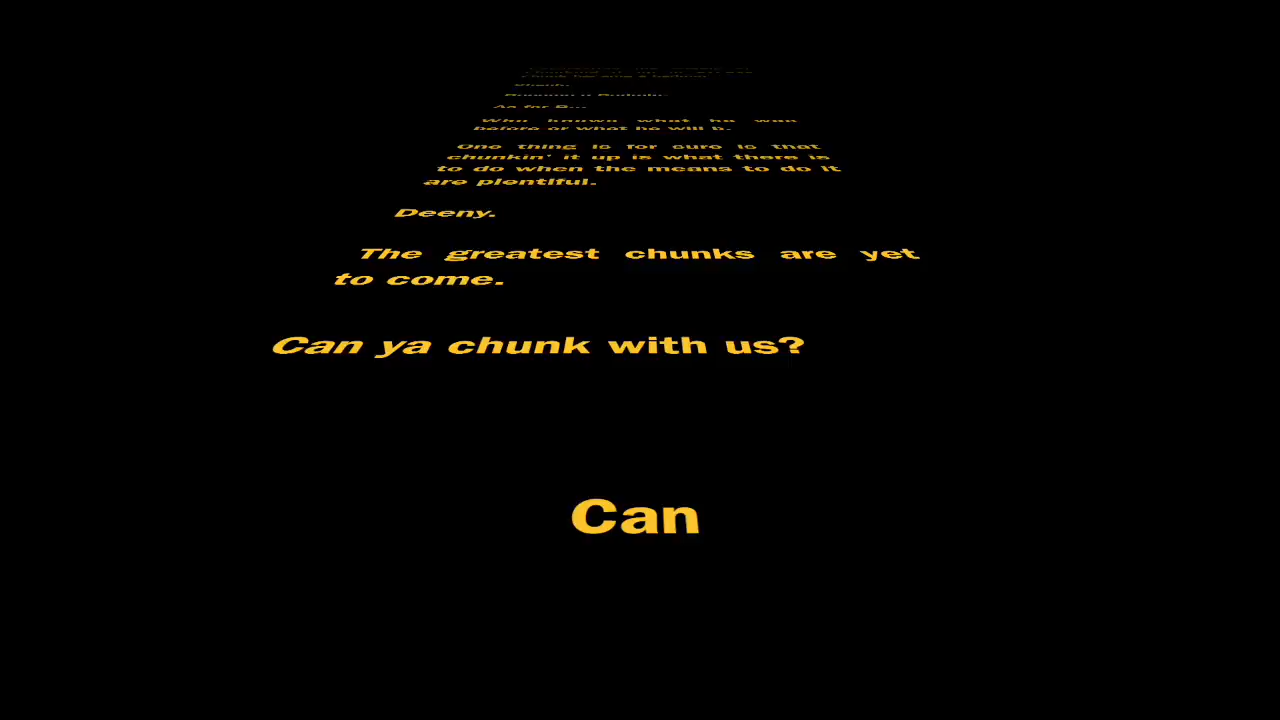 As for B...
Who knows what he was
before or what he will b.
One thing is for sure is that
chunkin' it up is what there is
to do when the means to do it
are plentiful.
Deeny.
The greatest chunks are yet
to come.
Can ya chunk with us?
Can